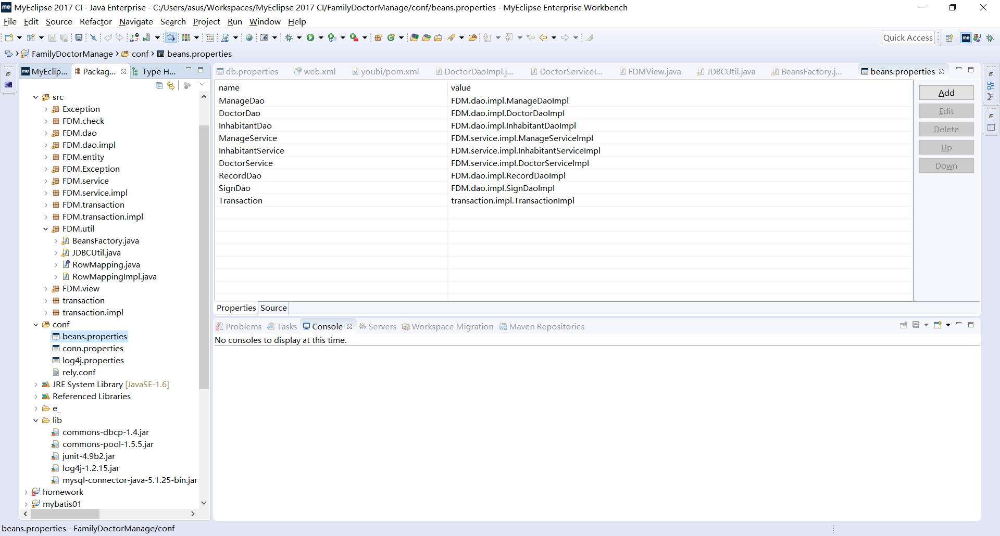 MyEclipse 2017 CI - Java Enterprise - C:/Users/asus/Workspaces/MyEclipse 2017 CI/FamilyDoctorManage/conf/beans.properties - MyEclipse Enterprise Workbench
File Edit Source Refactor Navigate Search Project Run Window Help
Quick Access
FamilyDoctorManage conf beans.properties
MyEclip... Packag... Type H...
db.properties web.xml youbi/pom.xml DoctorDaoImpl.j... DoctorServiceI... FDMView.java JDBCUtil.java BeansFactory.j... beans.properties
src
Exception
FDM.check
FDM.dao
FDM.dao.impl
FDM.entity
FDM.Exception
FDM.service
FDM.service.impl
FDM.transaction
FDM.transaction.impl
FDM.util
BeansFactory.java
JDBCUtil.java
RowMapping.java
RowMappingImpl.java
FDM.view
transaction
transaction.impl
conf
beans.properties
conn.properties
log4j.properties
rely.conf
JRE System Library [JavaSE-1.6]
Referenced Libraries
e_
lib
commons-dbcp-1.4.jar
commons-pool-1.5.5.jar
junit-4.9b2.jar
log4j-1.2.15.jar
mysql-connector-java-5.1.25-bin.jar
homework
mybatis01
name value
ManageDao FDM.dao.impl.ManageDaoImpl
DoctorDao FDM.dao.impl.DoctorDaoImpl
InhabitantDao FDM.dao.impl.InhabitantDaoImpl
ManageService FDM.service.impl.ManageServiceImpl
InhabitantService FDM.service.impl.InhabitantServiceImpl
DoctorService FDM.service.impl.DoctorServiceImpl
RecordDao FDM.dao.impl.RecordDaoImpl
SignDao FDM.dao.impl.SignDaoImpl
Transaction transaction.impl.TransactionImpl
Add
Edit
Delete
Up
Down
Properties Source
Problems Tasks Console Servers Workspace Migration Maven Repositories
No consoles to display at this time.
beans.properties - FamilyDoctorManage/conf